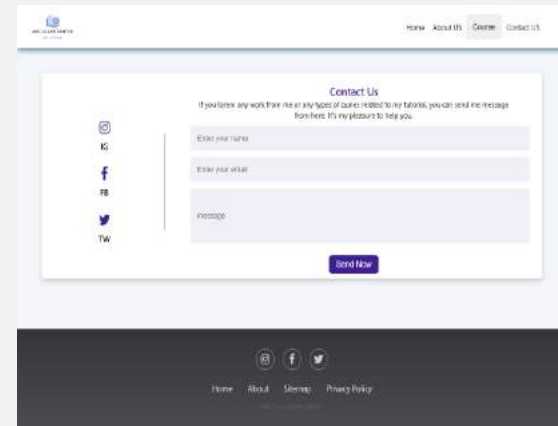 Home About US Course Contact US
Contact Us
If you lorem any work from me or any types of quries related to my tutorial, you can send me message
from here. It's my pleasure to help you.
IG
FB
TW
Enter your name
Enter your email
message
Send Now
Home About Sitemap Privacy Policy